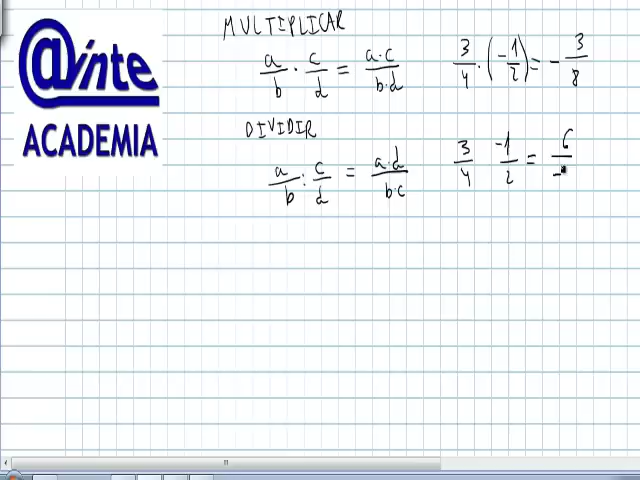 @inte
ACADEMIA
MULTIPLICAR
a/b · c/d = a·c/b·d
3/4 · (-1/2) = - 3/8
DIVIDIR
a/b : c/d = a·d/b·c
3/4 -1/2 = 6/-